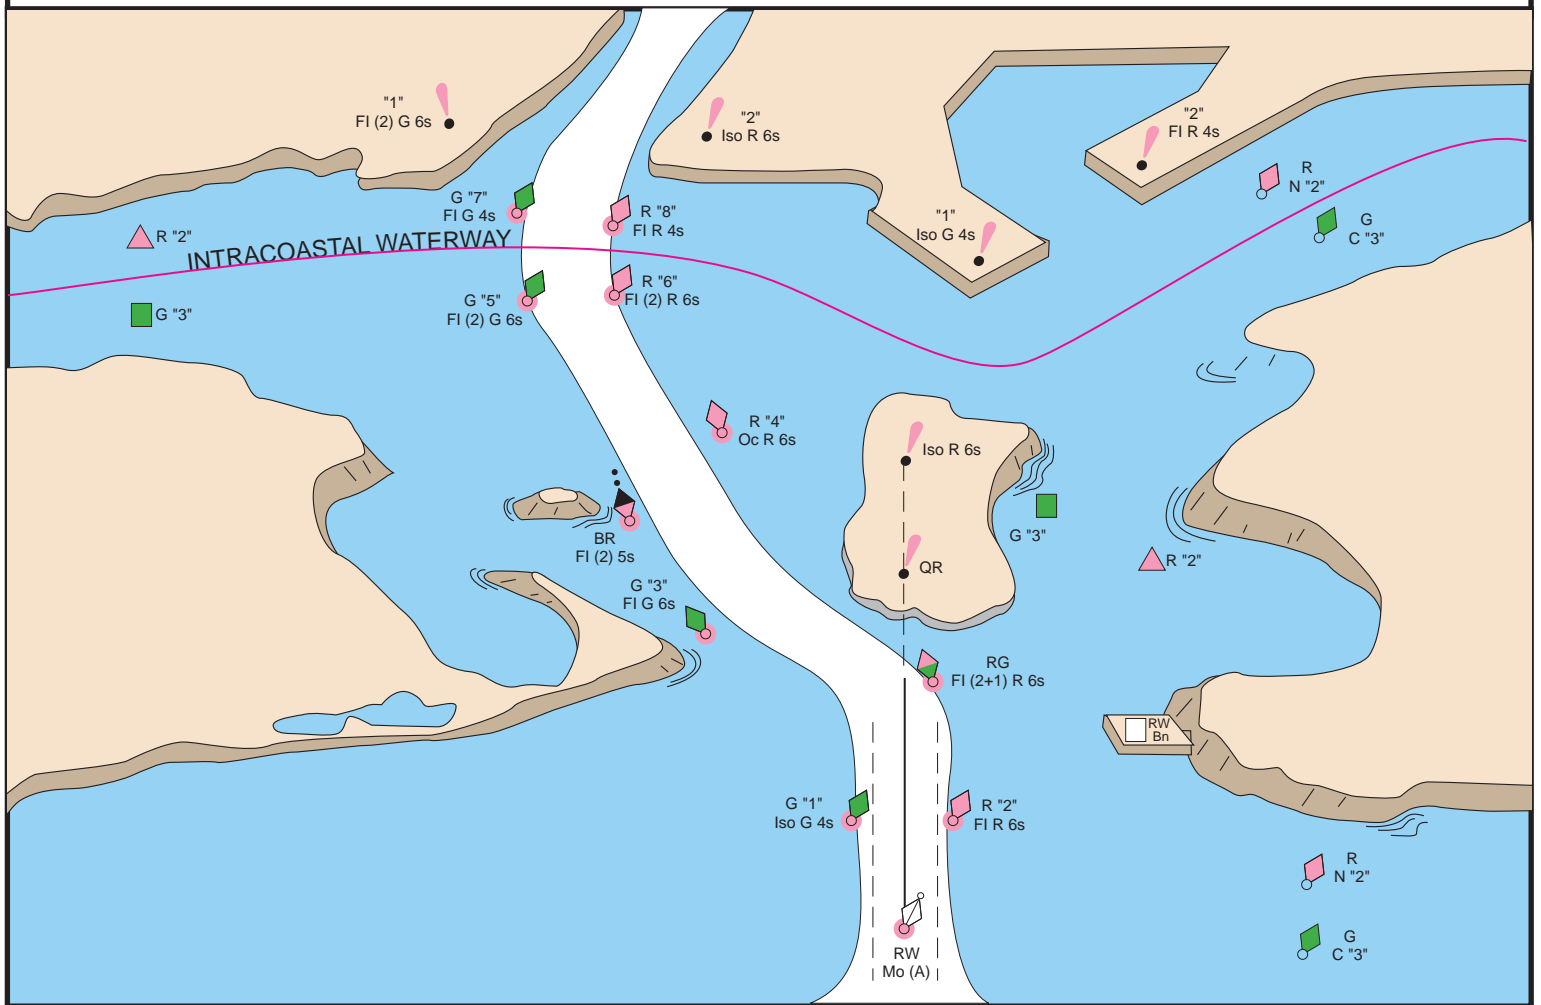 "1"
Fl (2) G 6s
"2"
Iso R 6s
"2"
Fl R 4s
R
N "2"
G "7"
Fl G 4s
R "8"
Fl R 4s
"1"
Iso G 4s
G
C "3"
R "2"
INTRACOASTAL WATERWAY
G "3"
G "5"
Fl (2) G 6s
R "6"
Fl (2) R 6s
R "4"
Oc R 6s
Iso R 6s
G "3"
BR
Fl (2) 5s
QR
R "2"
G "3"
Fl G 6s
RG
Fl (2+1) R 6s
RW
Bn
G "1"
Iso G 4s
R "2"
Fl R 6s
R
N "2"
G
C "3"
RW
Mo (A)